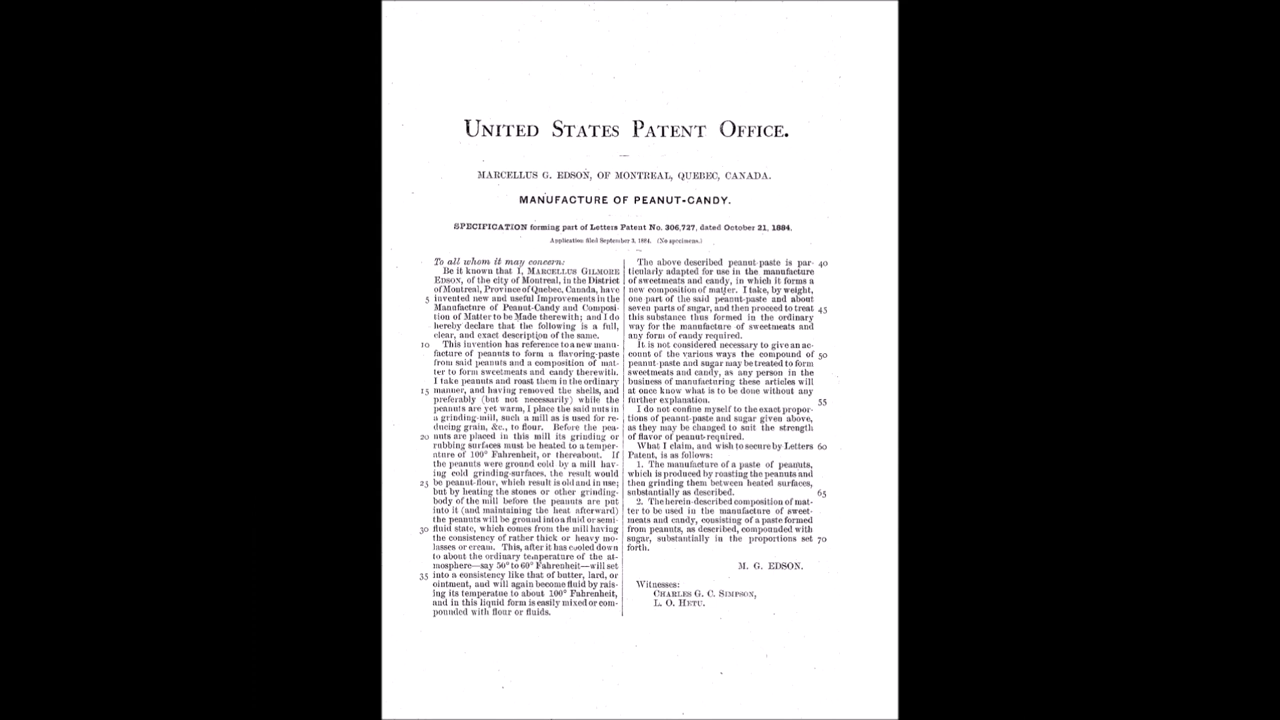 UNITED STATES PATENT OFFICE.
MARCELLUS G. EDSON, OF MONTREAL, QUEBEC, CANADA.
MANUFACTURE OF PEANUT-CANDY.
SPECIFICATION forming part of Letters Patent No. 306,727, dated October 21, 1884.
Application filed September 3, 1884. (No specimens.)
To all whom it may concern:
Be it known that I, MARCELLUS GILMORE
EDSON, of the city of Montreal, in the District
of Montreal, Province of Quebec, Canada, have
5 invented new and useful Improvements in the
Manufacture of Peanut-Candy and Composi-
tion of Matter to be Made therewith; and I do
hereby declare that the following is a full,
clear, and exact description of the same.
10 This invention has reference to a new manu-
facture of peanuts to form a flavoring-paste
from said peanuts and a composition of mat-
ter to form sweetmeats and candy therewith.
I take peanuts and roast them in the ordinary
15 manner, and having removed the shells, and
preferably (but not necessarily) while the
peanuts are yet warm, I place the said nuts in
a grinding-mill, such a mill as is used for re-
ducing grain, &c., to flour. Before the pea-
20 nuts are placed in this mill its grinding or
rubbing surfaces must be heated to a temper-
ature of 100° Fahrenheit, or thereabout. If
the peanuts were ground cold by a mill hav-
ing cold grinding-surfaces, the result would
25 be peanut-flour, which result is old and in use;
but by heating the stones or other grinding-
body of the mill before the peanuts are put
into it (and maintaining the heat afterward)
the peanuts will be ground into a fluid or semi-
30 fluid state, which comes from the mill having
the consistency of rather thick or heavy mo-
lasses or cream. This, after it has cooled down
to about the ordinary temperature of the at-
mosphere—say 50° to 60° Fahrenheit—will set
35 into a consistency like that of butter, lard, or
ointment, and will again become fluid by rais-
ing its temperatue to about 100° Fahrenheit,
and in this liquid form is easily mixed or com-
pounded with flour or fluids.
The above described peanut-paste is par- 40
ticularly adapted for use in the manufacture
of sweetmeats and candy, in which it forms a
new composition of matter. I take, by weight,
one part of the said peanut-paste and about
seven parts of sugar, and then proceed to treat 45
this substance thus formed in the ordinary
way for the manufacture of sweetmeats and
any form of candy required.
It is not considered necessary to give an ac-
count of the various ways the compound of 50
peanut-paste and sugar may be treated to form
sweetmeats and candy, as any person in the
business of manufacturing these articles will
at once know what is to be done without any
further explanation. 55
I do not confine myself to the exact propor-
tions of peanut-paste and sugar given above,
as they may be changed to suit the strength
of flavor of peanut required.
What I claim, and wish to secure by Letters 60
Patent, is as follows:
1. The manufacture of a paste of peanuts,
which is produced by roasting the peanuts and
then grinding them between heated surfaces,
substantially as described. 65
2. The herein-described composition of mat-
ter to be used in the manufacture of sweet-
meats and candy, consisting of a paste formed
from peanuts, as described, compounded with
sugar, substantially in the proportions set 70
forth.
M. G. EDSON.
Witnesses:
CHARLES G. C. SIMPSON,
L. O. HETU.